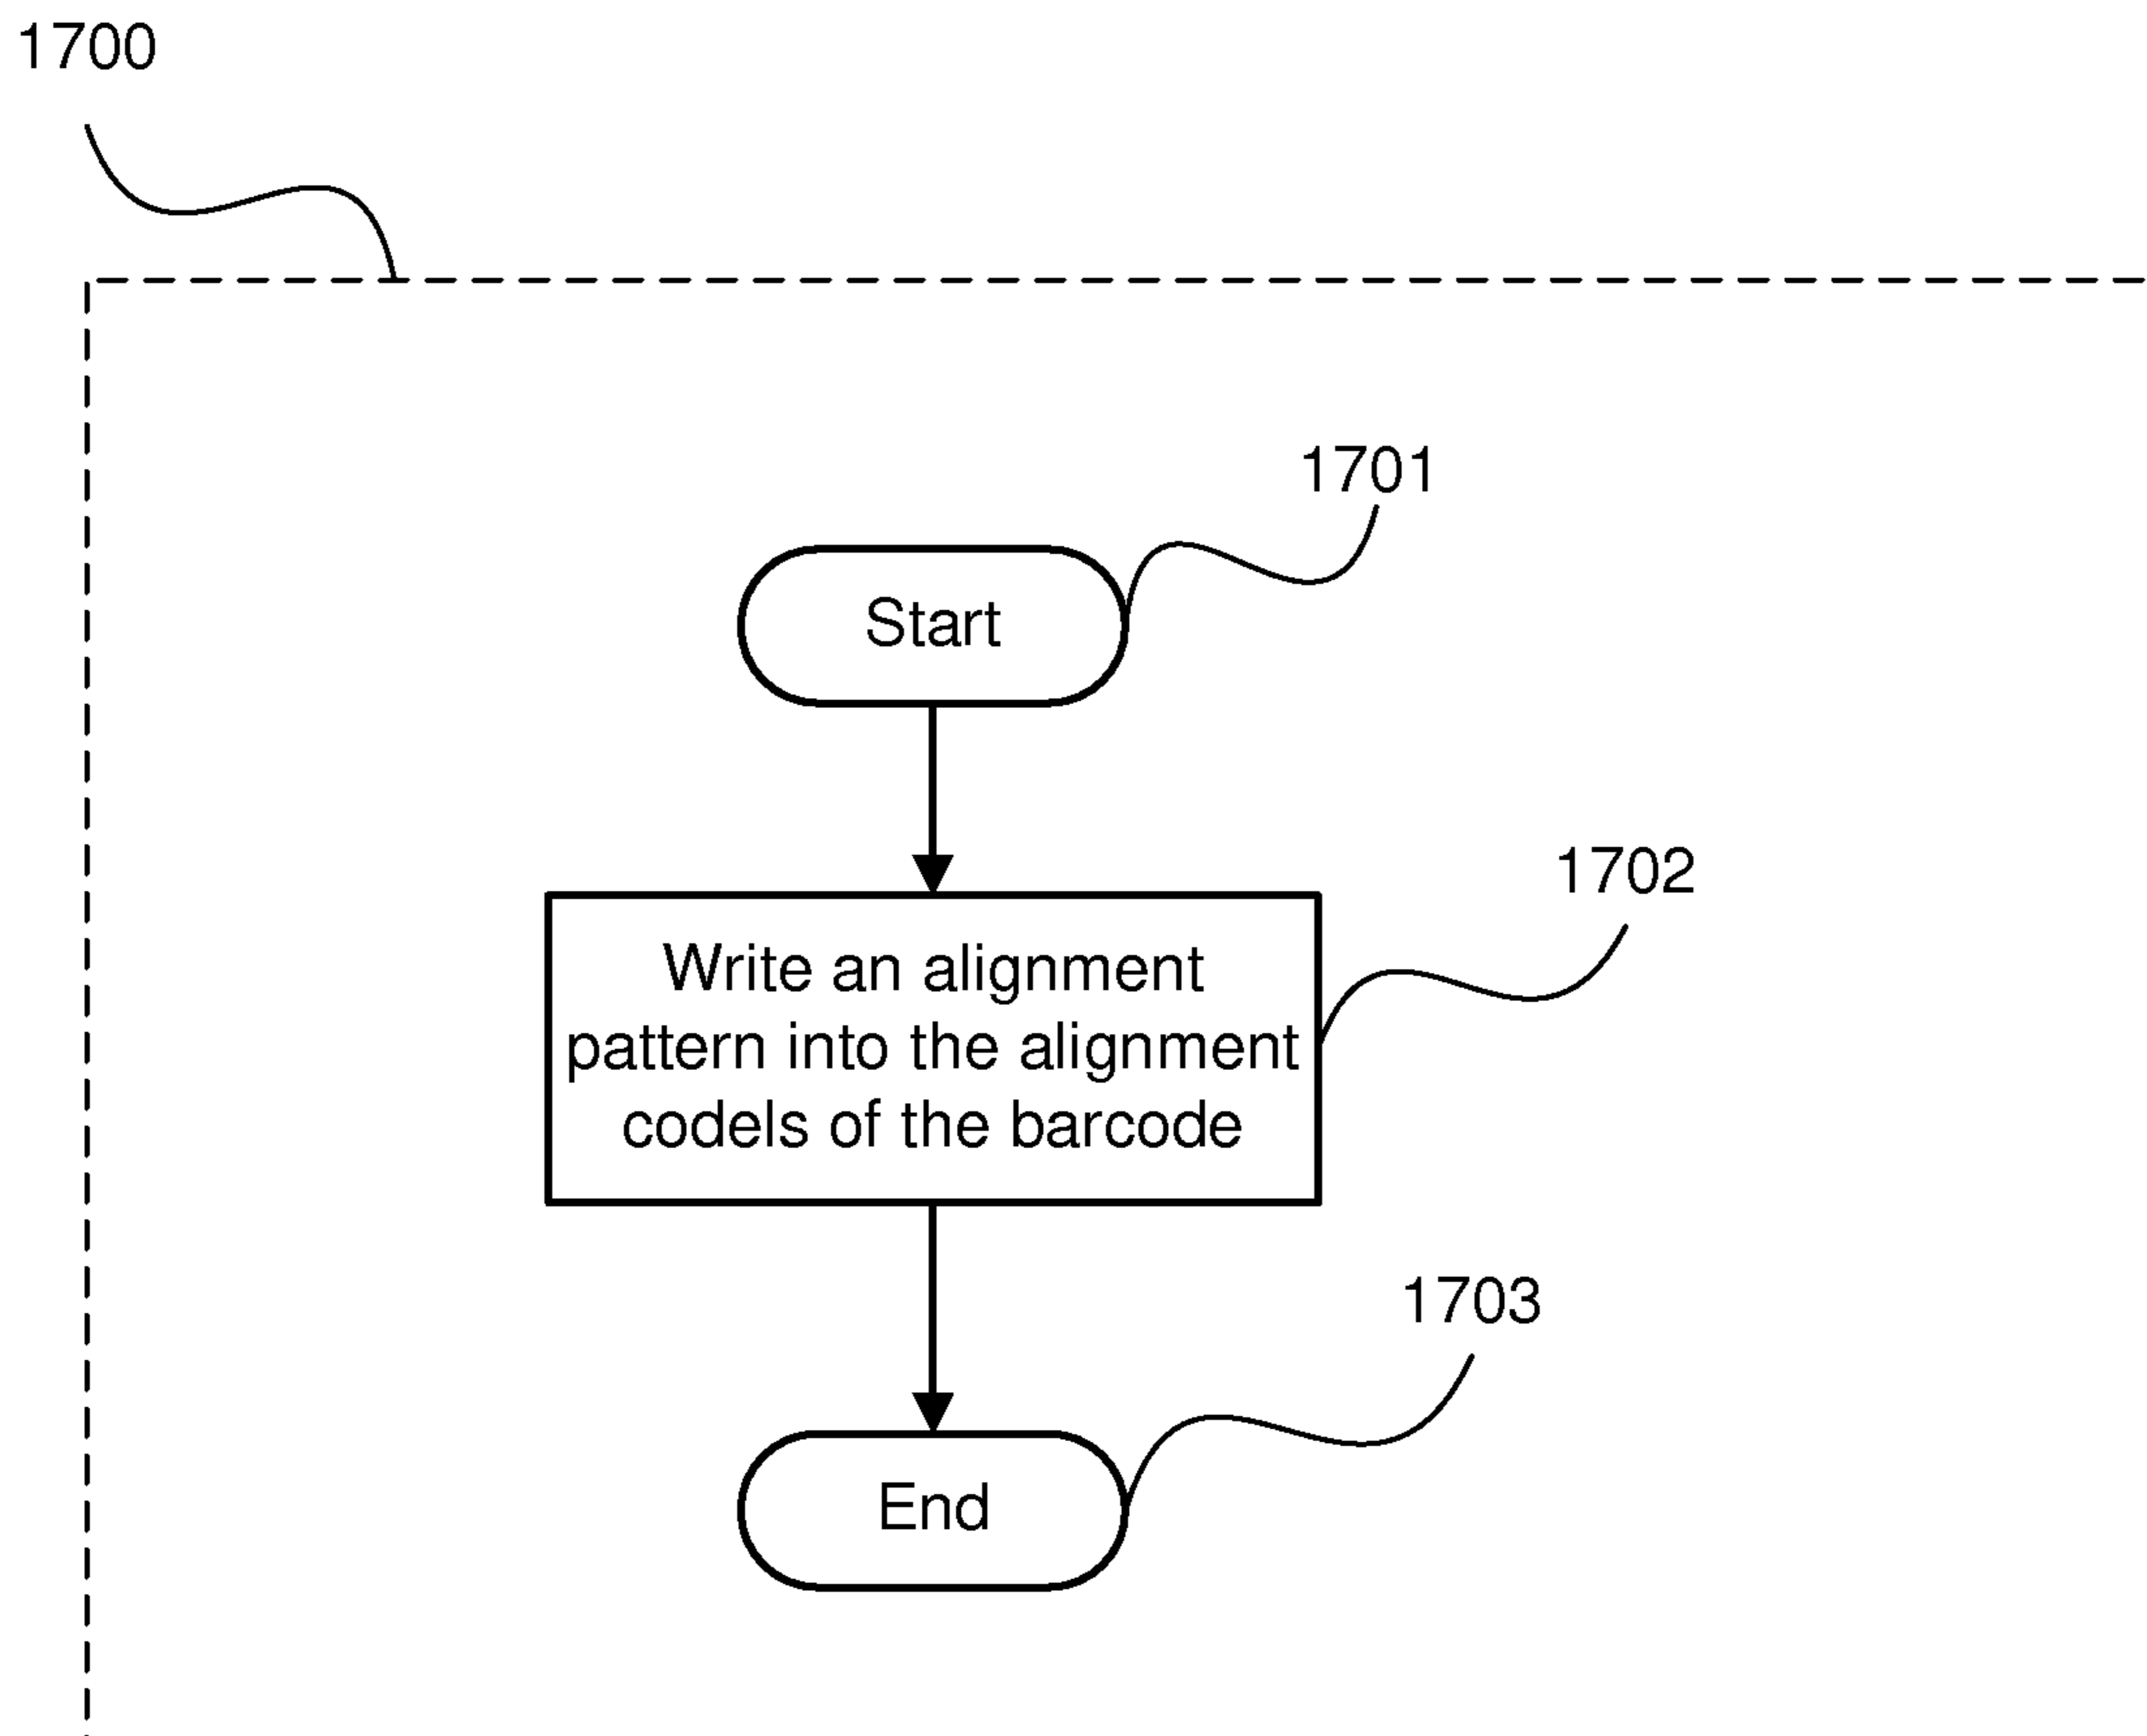 1700
1701
Start
1702
Write an alignment
pattern into the alignment
codels of the barcode
1703
End